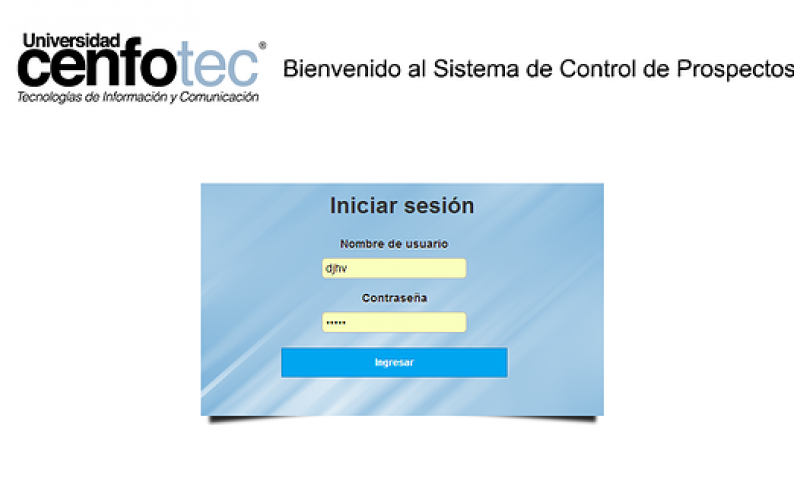 Universidad
cenfotec®
Tecnologías de Información y Comunicación
Bienvenido al Sistema de Control de Prospectos
Iniciar sesión
Nombre de usuario
djhv
Contraseña
•••••
Ingresar